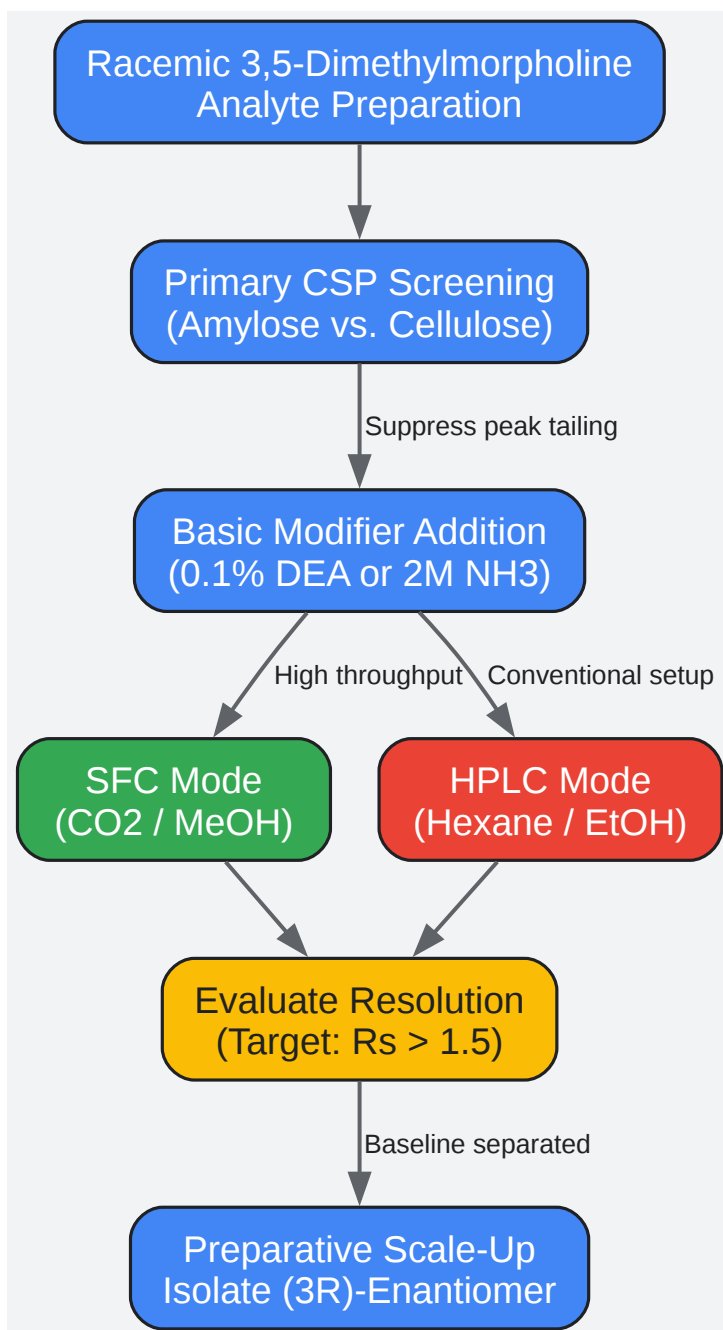 Racemic 3,5-Dimethylmorpholine
Analyte Preparation
Primary CSP Screening
(Amylose vs. Cellulose)
Suppress peak tailing
Basic Modifier Addition
(0.1% DEA or 2M NH3)
High throughput
Conventional setup
SFC Mode
(CO2 / MeOH)
HPLC Mode
(Hexane / EtOH)
Evaluate Resolution
(Target: Rs > 1.5)
Baseline separated
Preparative Scale-Up
Isolate (3R)-Enantiomer